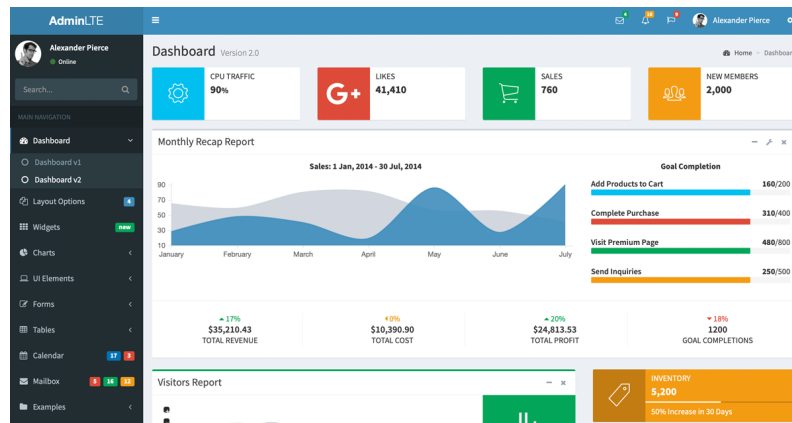 AdminLTE
4
10
9
Alexander Pierce
Alexander Pierce
Online
Search...
MAIN NAVIGATION
Dashboard
Dashboard v1
Dashboard v2
Layout Options 4
Widgets new
Charts
UI Elements
Forms
Tables
Calendar 17 3
Mailbox 5 16 12
Examples
Dashboard Version 2.0
Home > Dashboar
CPU TRAFFIC
90%
G+
LIKES
41,410
SALES
760
NEW MEMBERS
2,000
Monthly Recap Report
Sales: 1 Jan, 2014 - 30 Jul, 2014
90
70
50
30
10
January February March April May June July
Goal Completion
Add Products to Cart 160/200
Complete Purchase 310/400
Visit Premium Page 480/800
Send Inquiries 250/500
17%
$35,210.43
TOTAL REVENUE
0%
$10,390.90
TOTAL COST
20%
$24,813.53
TOTAL PROFIT
18%
1200
GOAL COMPLETIONS
Visitors Report
INVENTORY
5,200
50% Increase in 30 Days